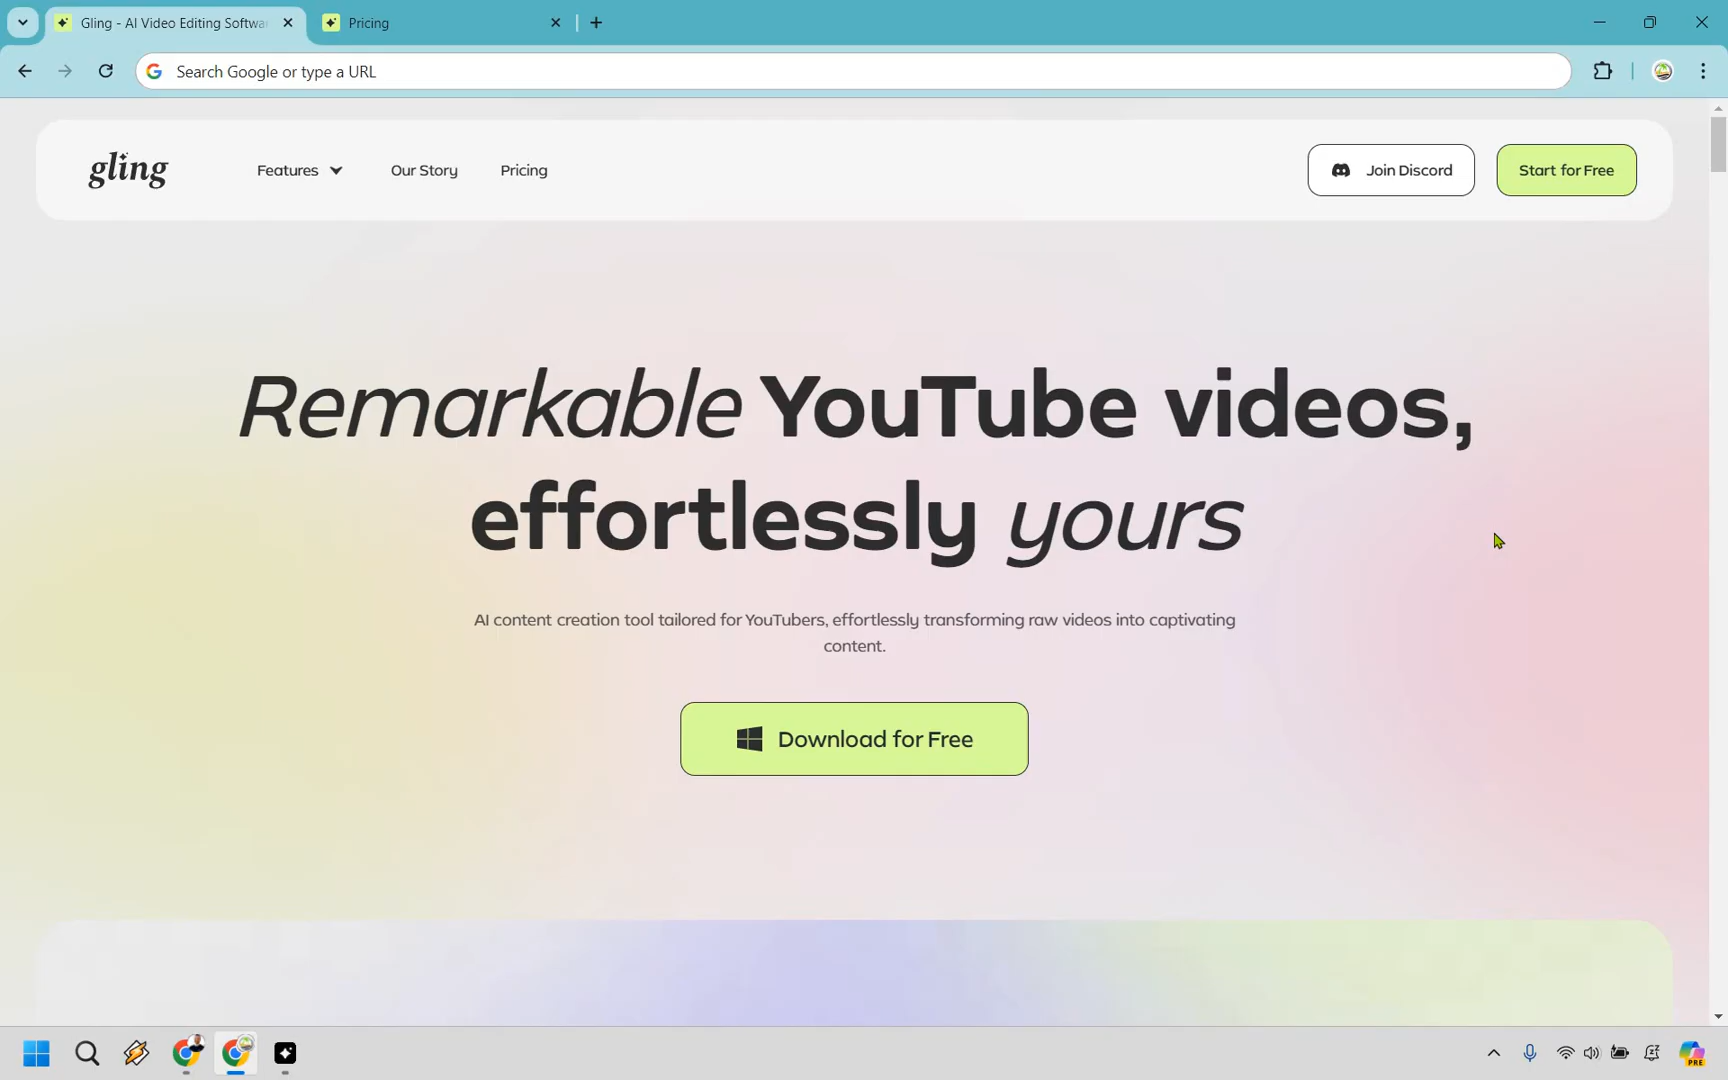 Gling - AI Video Editing Softwa
Pricing
Search Google or type a URL
gling
Features
Our Story
Pricing
Join Discord
Start for Free
Remarkable YouTube videos,
effortlessly yours
AI content creation tool tailored for YouTubers, effortlessly transforming raw videos into captivating
content.
Download for Free
PRE